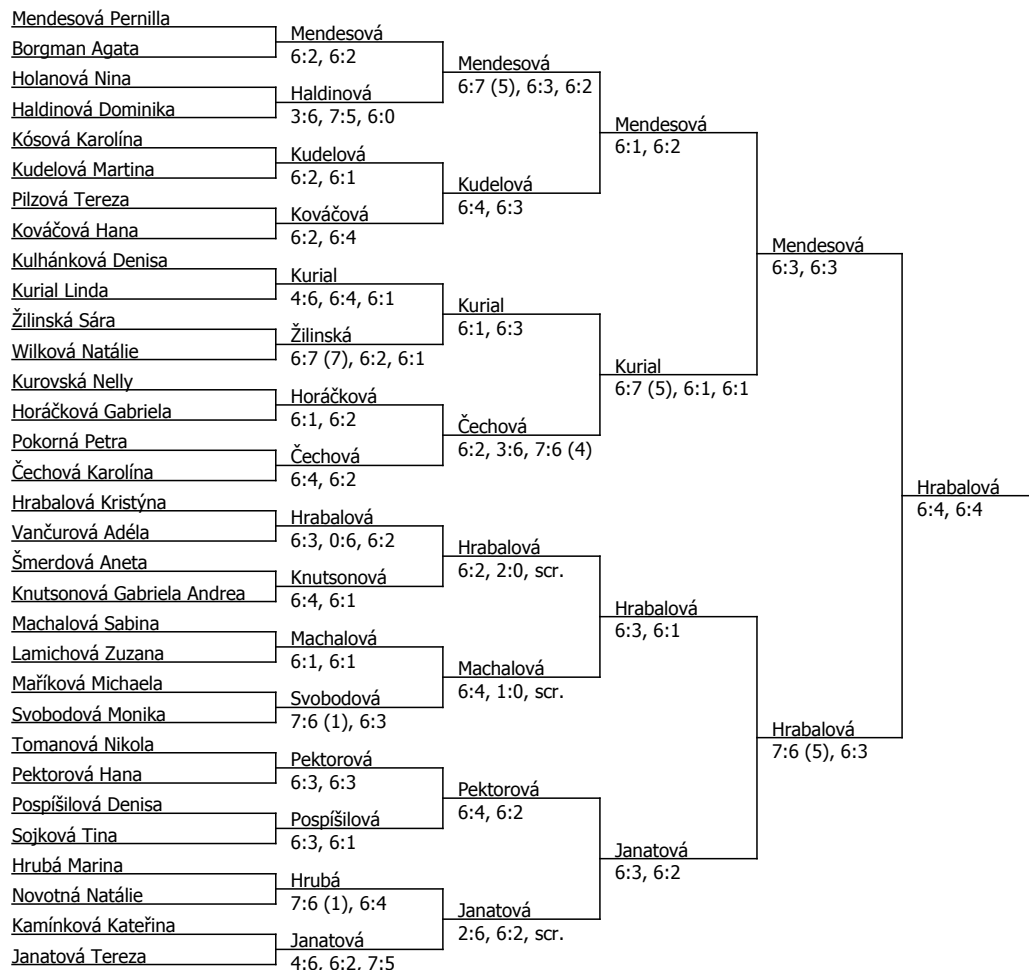 Mendesová Pernilla
Borgman Agata
Holanová Nina
Haldinová Dominika
Kósová Karolína
Kudelová Martina
Pilzová Tereza
Kováčová Hana
Kulhánková Denisa
Kurial Linda
Žilinská Sára
Wilková Natálie
Kurovská Nelly
Horáčková Gabriela
Pokorná Petra
Čechová Karolína
Hrabalová Kristýna
Vančurová Adéla
Šmerdová Aneta
Knutsonová Gabriela Andrea
Machalová Sabina
Lamichová Zuzana
Maříková Michaela
Svobodová Monika
Tomanová Nikola
Pektorová Hana
Pospíšilová Denisa
Sojková Tina
Hrubá Marina
Novotná Natálie
Kamínková Kateřina
Janatová Tereza
Mendesová
6:2, 6:2
Haldinová
3:6, 7:5, 6:0
Kudelová
6:2, 6:1
Kováčová
6:2, 6:4
Kurial
4:6, 6:4, 6:1
Žilinská
6:7 (7), 6:2, 6:1
Horáčková
6:1, 6:2
Čechová
6:4, 6:2
Hrabalová
6:3, 0:6, 6:2
Knutsonová
6:4, 6:1
Machalová
6:1, 6:1
Svobodová
7:6 (1), 6:3
Pektorová
6:3, 6:3
Pospíšilová
6:3, 6:1
Hrubá
7:6 (1), 6:4
Janatová
4:6, 6:2, 7:5
Mendesová
6:7 (5), 6:3, 6:2
Kudelová
6:4, 6:3
Kurial
6:1, 6:3
Čechová
6:2, 3:6, 7:6 (4)
Hrabalová
6:2, 2:0, scr.
Machalová
6:4, 1:0, scr.
Pektorová
6:4, 6:2
Janatová
2:6, 6:2, scr.
Mendesová
6:1, 6:2
Kurial
6:7 (5), 6:1, 6:1
Hrabalová
6:3, 6:1
Janatová
6:3, 6:2
Mendesová
6:3, 6:3
Hrabalová
7:6 (5), 6:3
Hrabalová
6:4, 6:4